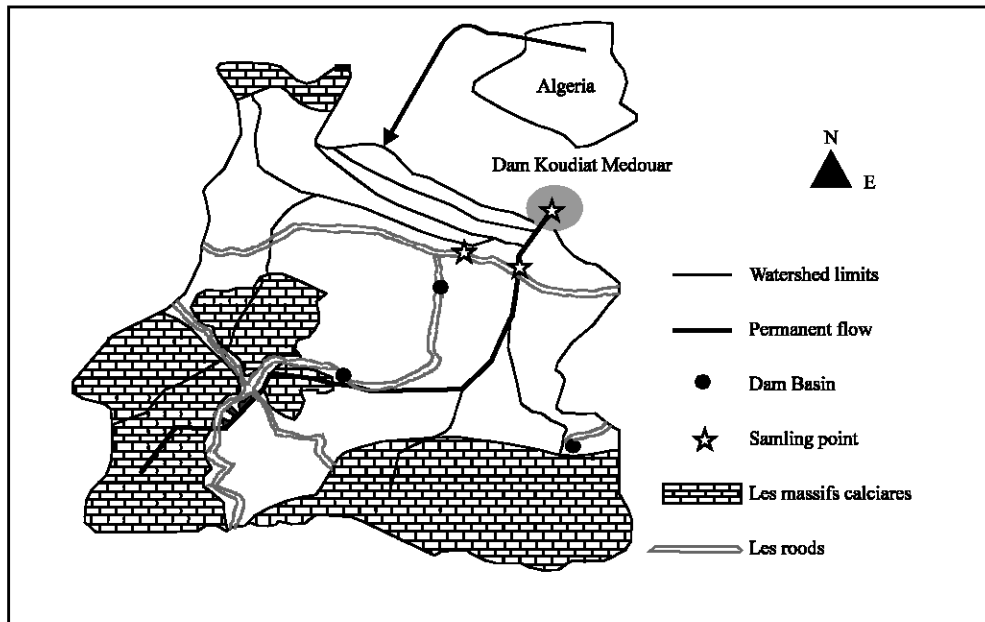 Algeria
Dam Koudiat Medouar
N
E
Watershed limits
Permanent flow
Dam Basin
Samling point
Les massifs calciares
Les roods